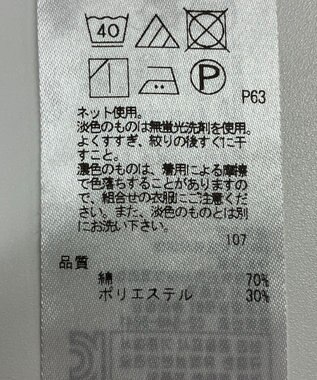 40
P
P63
ネット使用。
淡色のものは無蛍光洗剤を使用。
よくすすぎ、絞りの後すぐに干
すこと。
濃色のものは、着用による摩擦
で色落ちすることがありますの
で、組合せの衣服にご注意くださ
い。また、淡色のものとは別
にお洗い下さい。
107
品質
綿 70%
ポリエステル 30%